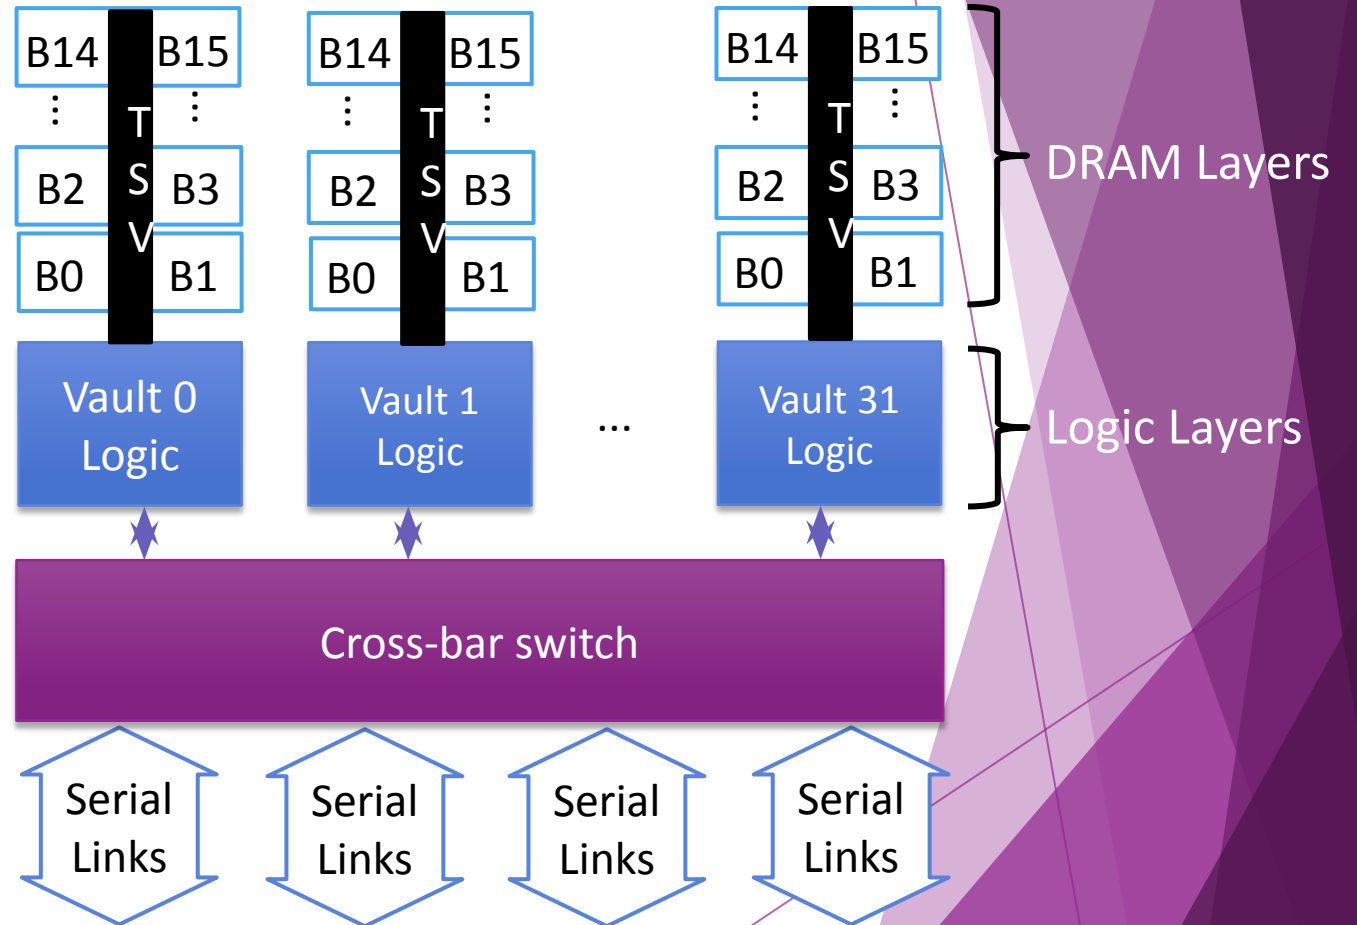 B14 B15 B14 B15 B14 B15
⋮ ⋮ ⋮ ⋮ ⋮ ⋮
T T T
S S S
V V V
B2 B3 B2 B3 B2 B3
B0 B1 B0 B1 B0 B1
DRAM Layers
Vault 0
Logic
Vault 1
Logic
...
Vault 31
Logic
Logic Layers
Cross-bar switch
Serial
Links
Serial
Links
Serial
Links
Serial
Links